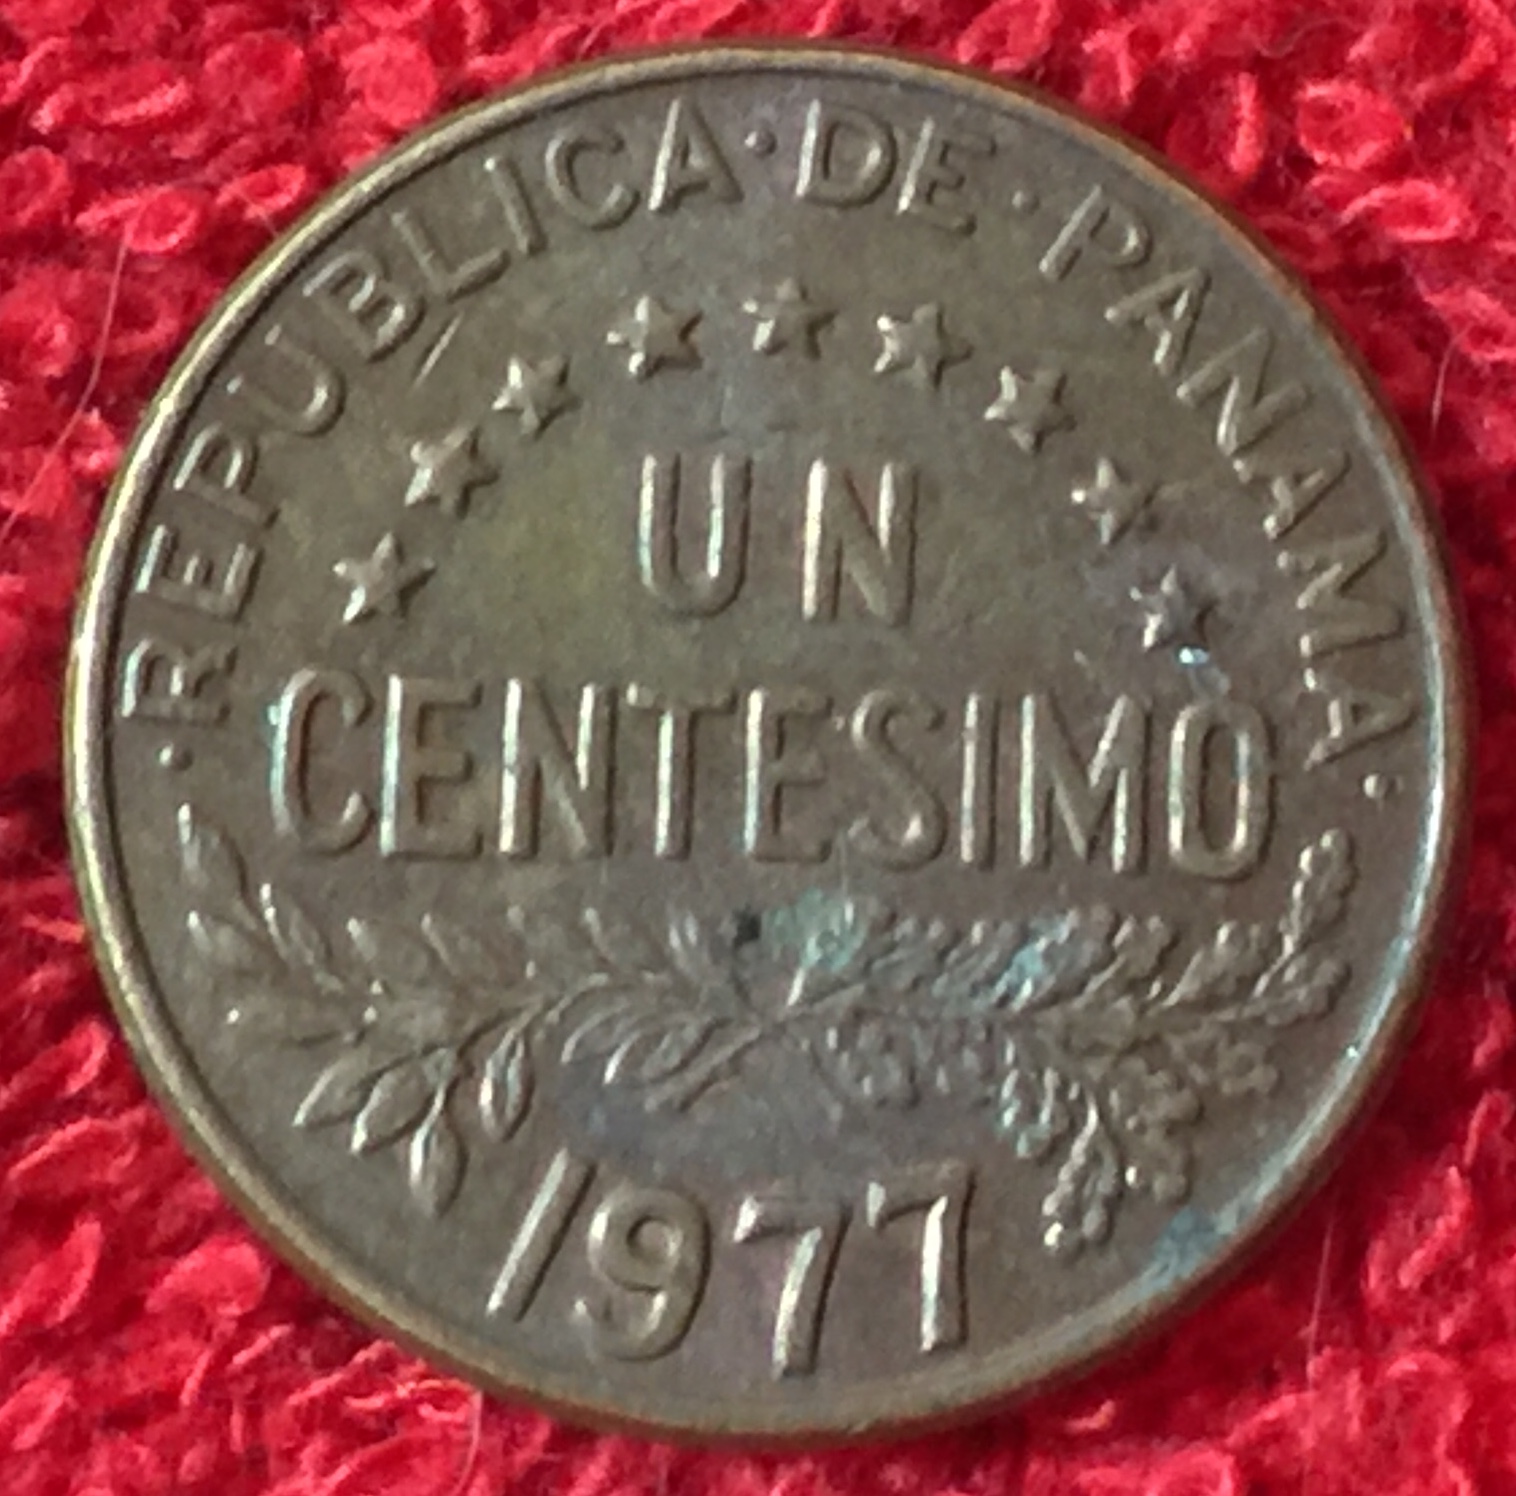 ·REPUBLICA·DE·PANAMA·
UN
CENTESIMO
1977